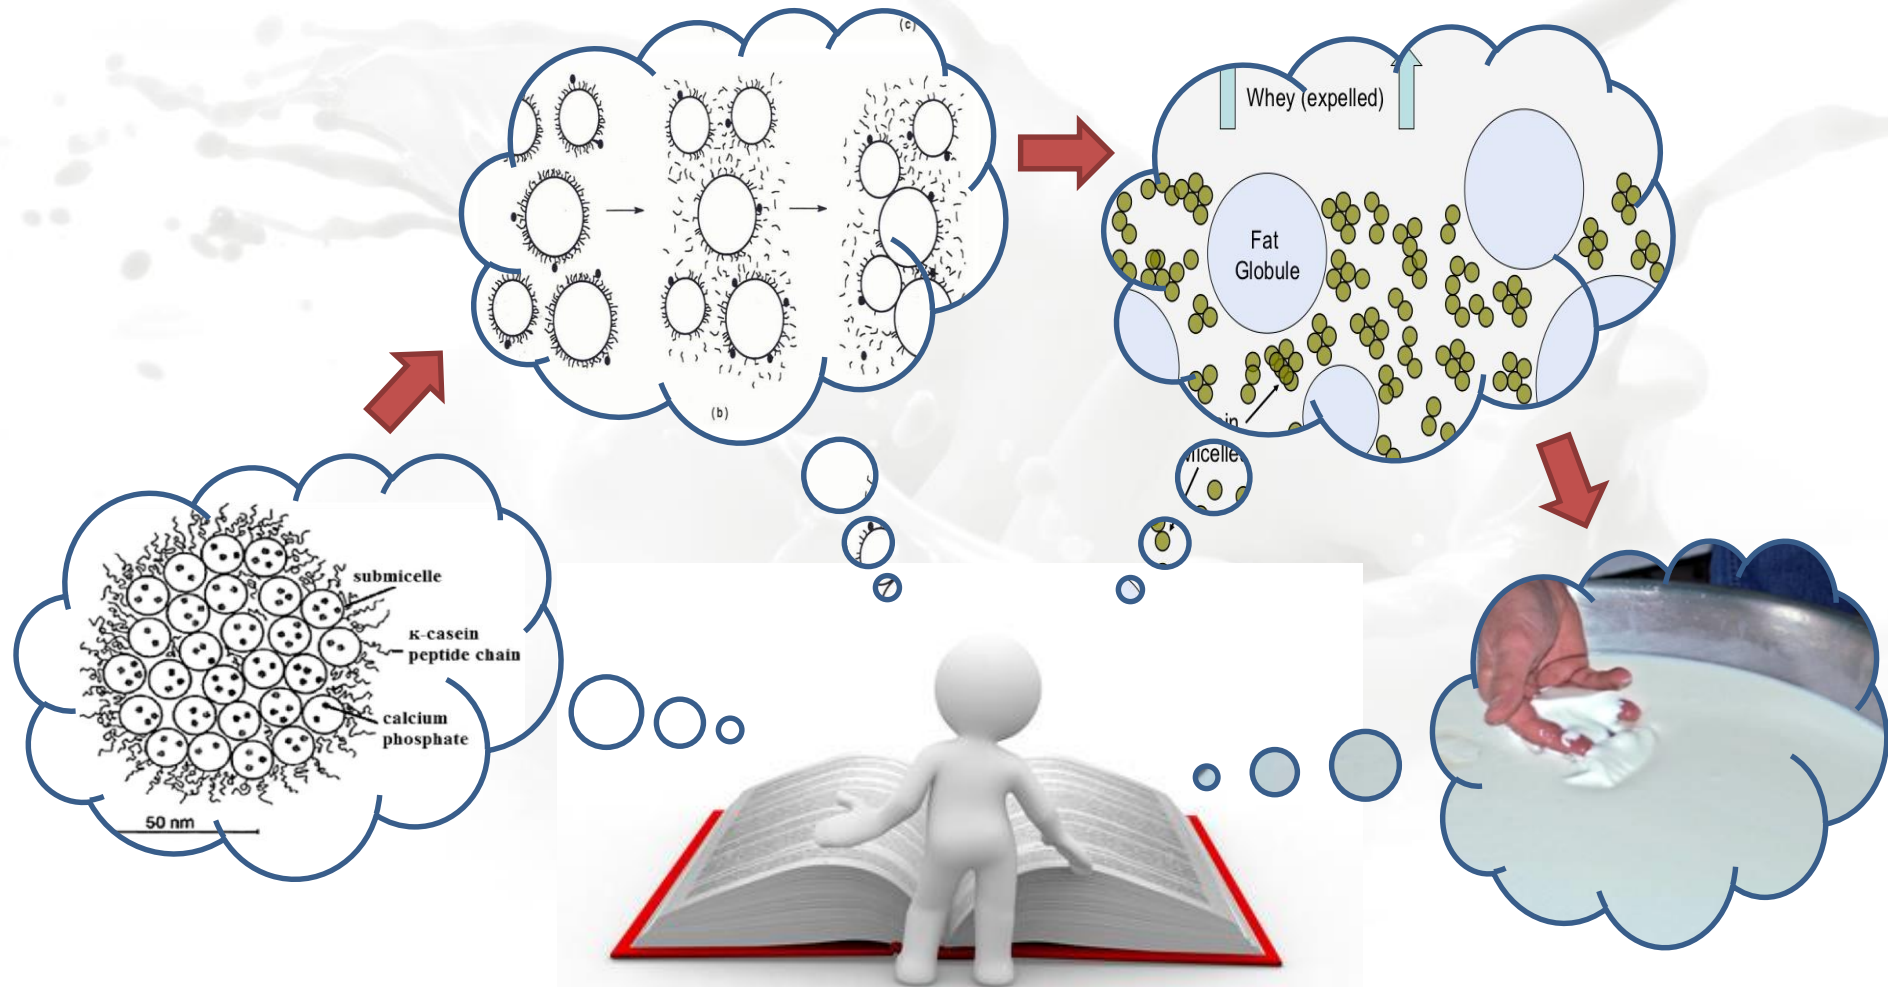 (c)
(b)
Whey (expelled)
Fat
Globule
submicelle
κ-casein
peptide chain
calcium
phosphate
50 nm